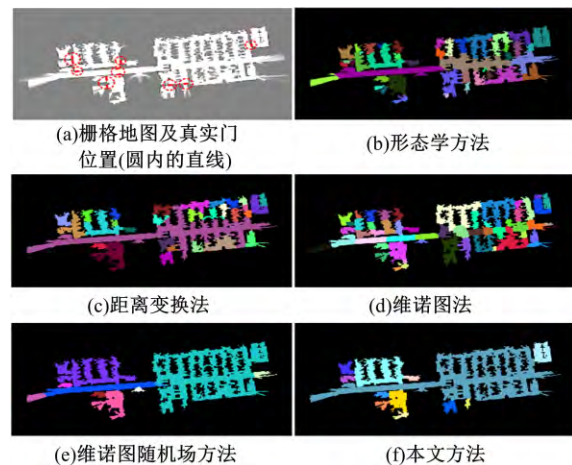 (a)栅格地图及真实门
位置(圆内的直线)
(b)形态学方法
(c)距离变换法
(d)维诺图法
(e)维诺图随机场方法
(f)本文方法